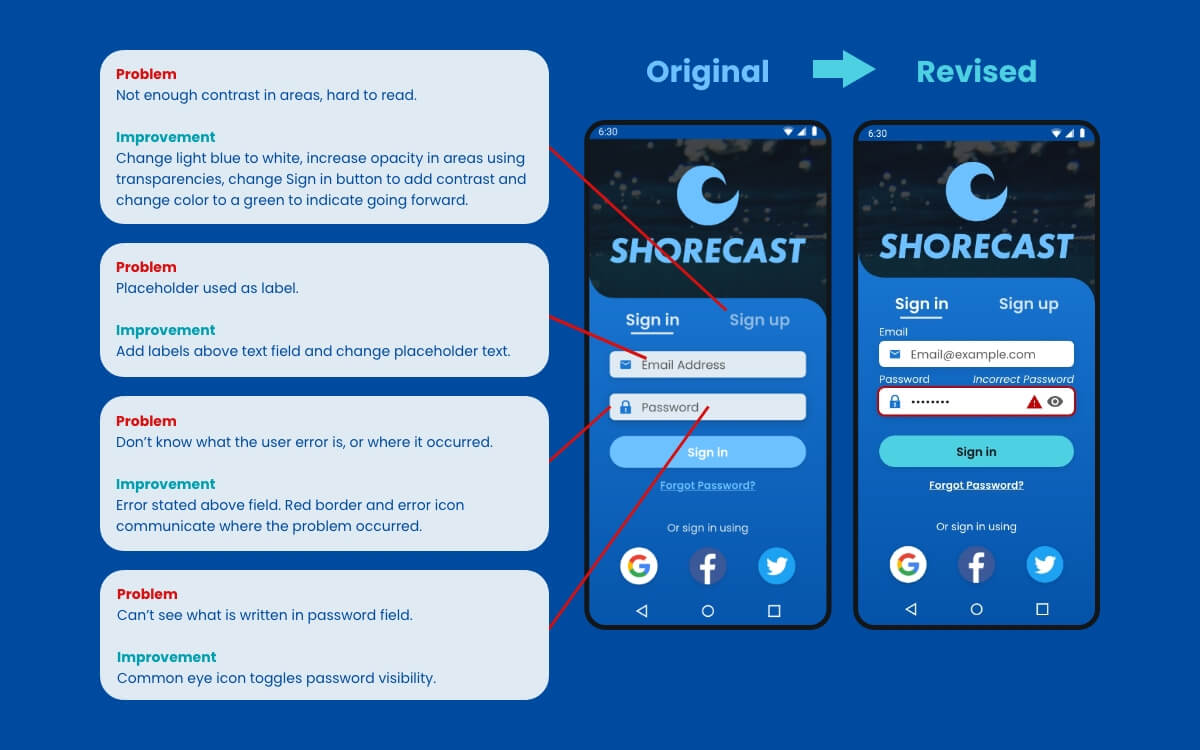 Problem
Not enough contrast in areas, hard to read.
Improvement
Change light blue to white, increase opacity in areas using
transparencies, change Sign in button to add contrast and
change color to a green to indicate going forward.
Problem
Placeholder used as label.
Improvement
Add labels above text field and change placeholder text.
Problem
Don’t know what the user error is, or where it occurred.
Improvement
Error stated above field. Red border and error icon
communicate where the problem occurred.
Problem
Can’t see what is written in password field.
Improvement
Common eye icon toggles password visibility.
Original
6:30
SHORECAST
Sign in Sign up
Email Address
Password
Sign in
Forgot Password?
Or sign in using
Revised
6:30
SHORECAST
Sign in Sign up
Email
Email@example.com
Password Incorrect Password
Sign in
Forgot Password?
Or sign in using